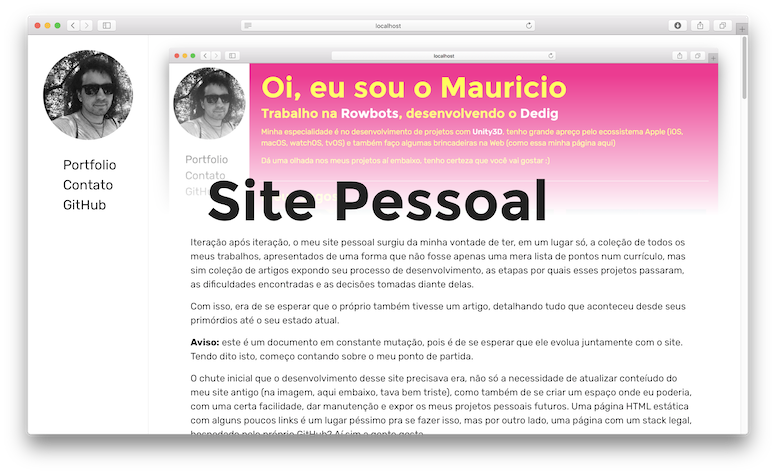 localhost
Portfolio
Contato
GitHub
localhost
Portfolio
Contato
Oi, eu sou o Mauricio
Trabalho na Rowbots, desenvolvendo o Dedig
Minha especialidade é no desenvolvimento de projetos com Unity3D, tenho grande apreço pelo ecossistema Apple (iOS,
macOS, watchOS, tvOS) e também faço algumas brincadeiras na Web (como essa minha página aqui)
Dá uma olhada nos meus projetos aí embaixo, tenho certeza que você vai gostar :)
Site Pessoal
Iteração após iteração, o meu site pessoal surgiu da minha vontade de ter, em um lugar só, a coleção de todos os
meus trabalhos, apresentados de uma forma que não fosse apenas uma mera lista de pontos num currículo, mas
sim coleção de artigos expondo seu processo de desenvolvimento, as etapas por quais esses projetos passaram,
as dificuldades encontradas e as decisões tomadas diante delas.
Com isso, era de se esperar que o próprio também tivesse um artigo, detalhando tudo que aconteceu desde seus
primórdios até o seu estado atual.
Aviso: este é um documento em constante mutação, pois é de se esperar que ele evolua juntamente com o site.
Tendo dito isto, começo contando sobre o meu ponto de partida.
O chute inicial que o desenvolvimento desse site precisava era, não só a necessidade de atualizar conteíudo do
meu site antigo (na imagem, aqui embaixo, tava bem triste), como também de se criar um espaço onde eu poderia,
com uma certa facilidade, dar manutenção e expor os meus projetos pessoais futuros. Uma página HTML estática
com alguns poucos links é um lugar péssimo pra se fazer isso, mas por outro lado, uma página com um stack legal,
hospedado pelo próprio GitHub? Aí sim a gente gosta